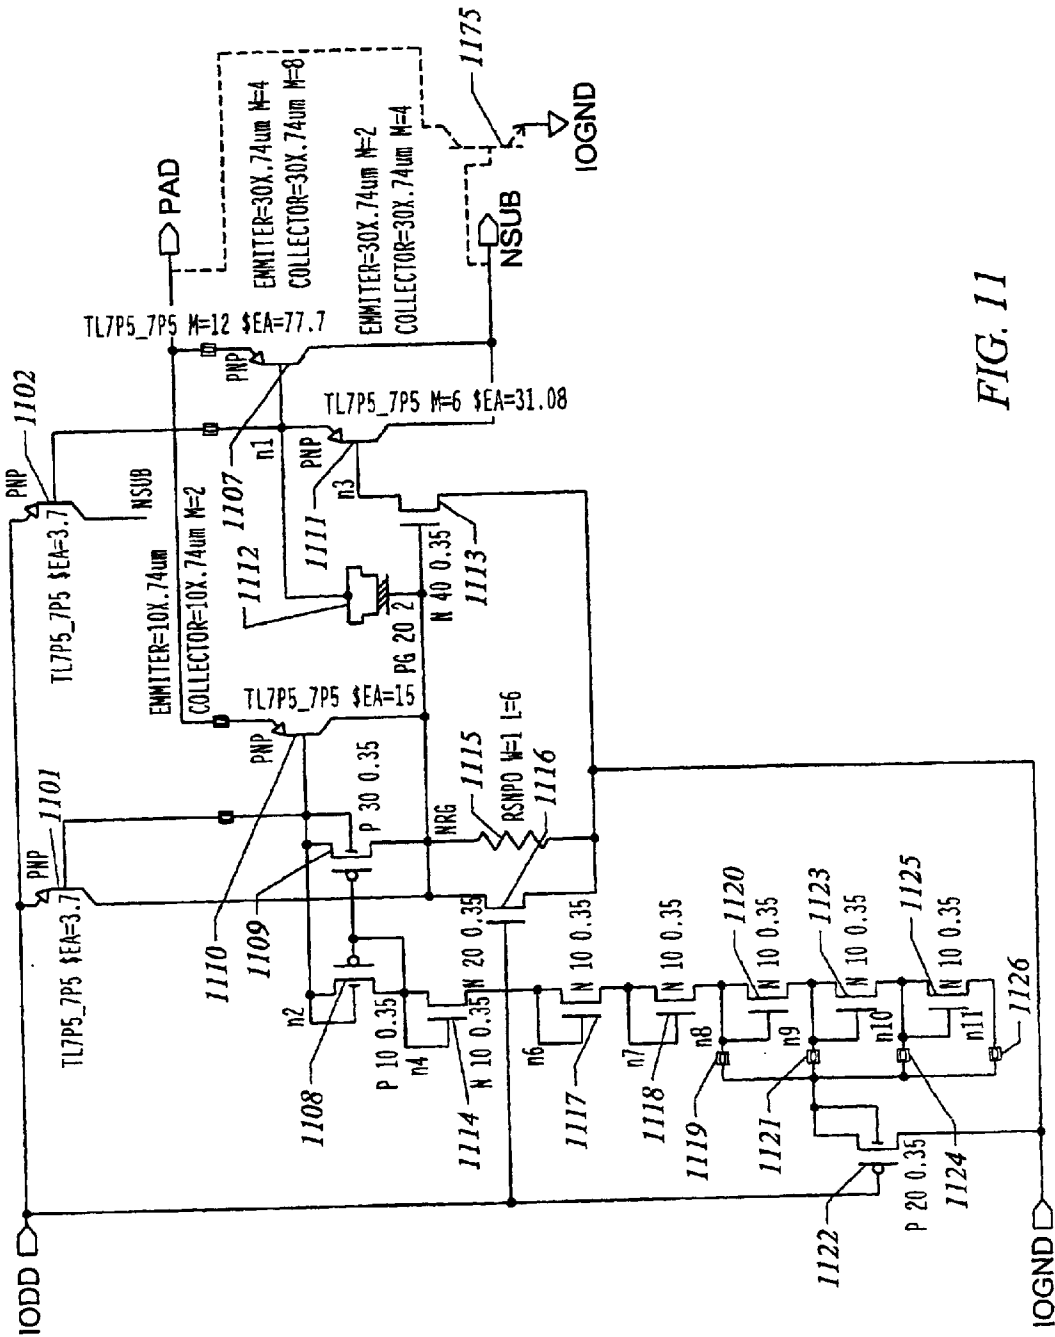 IODD
IOGND
PNP
1101
TL7P5_7P5 $EA=3.7
PNP
1102
TL7P5_7P5 $EA=3.7
NSUB
EMMITER=10X.74um
COLLECTOR=10X.74um M=2
PAD
TL7P5_7P5 M=12 $EA=77.7
EMMITER=30X.74um M=4
COLLECTOR=30X.74um M=8
PNP
1107
n1
TL7P5_7P5 M=6 $EA=31.08
EMMITER=30X.74um M=2
COLLECTOR=30X.74um M=4
PNP
1111
n3
NSUB
1175
IOGND
1112
PG 20 2
N 40 0.35
1113
TL7P5_7P5 $EA=15
PNP
1110
1109
P 30 0.35
NRG
1115
RSNPO W=1 L=6
1116
N 20 0.35
n2
1108
P 10 0.35
n4
N 10 0.35
1114
n6
N 10 0.35
1117
n7
N 10 0.35
1118
n8
1119
N 10 0.35
1120
n9
1121
N 10 0.35
1123
n10
1124
N 10 0.35
1125
n11
1126
1122
P 20 0.35
FIG. 11